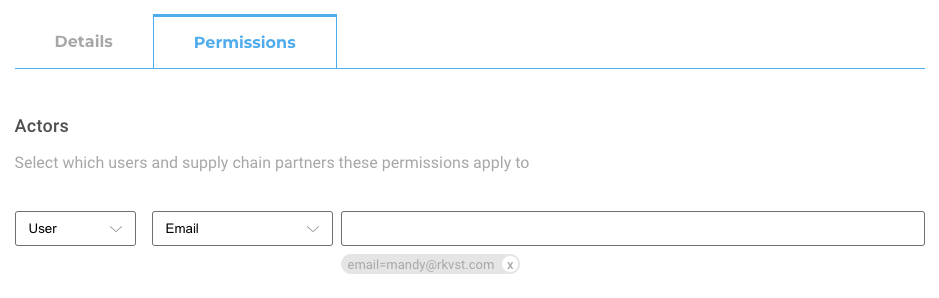 Details
Permissions
Actors
Select which users and supply chain partners these permissions apply to
User
Email
email=mandy@rkvst.com x